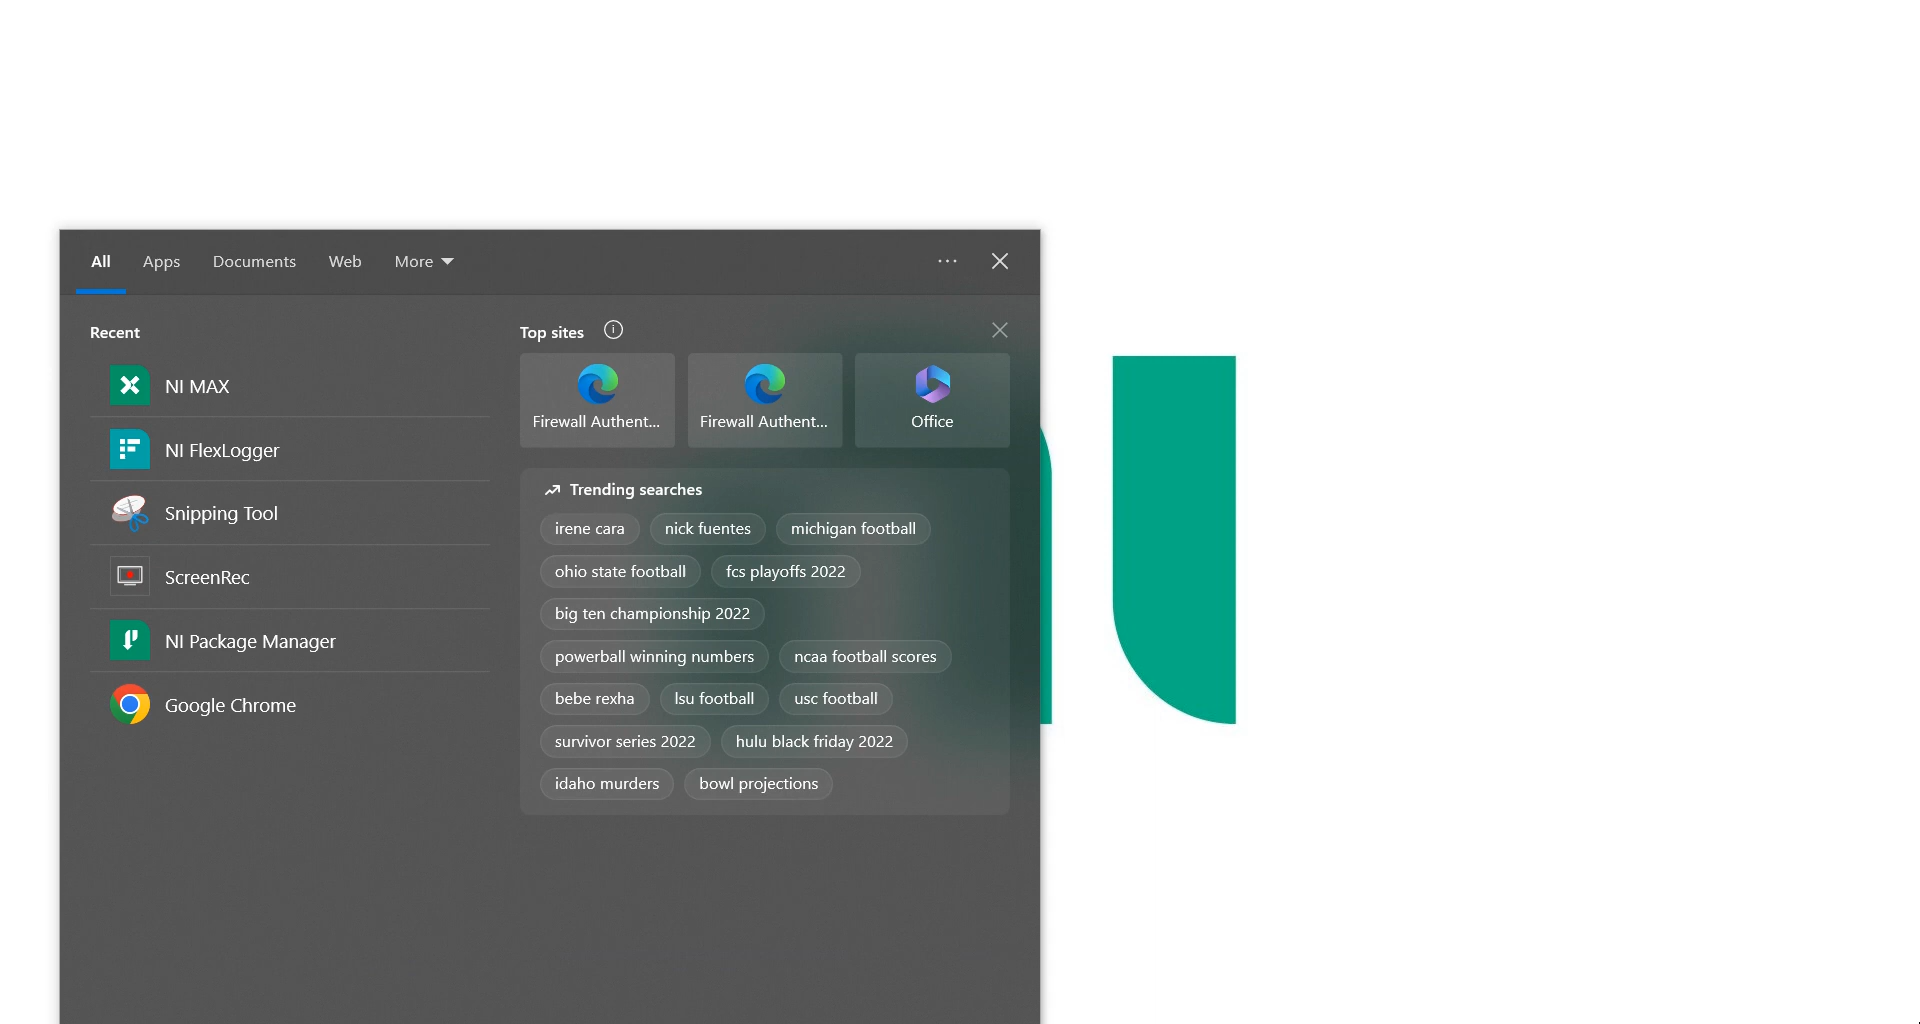 All Apps Documents Web More
Recent
NI MAX
NI FlexLogger
Snipping Tool
ScreenRec
NI Package Manager
Google Chrome
Top sites
Firewall Authent... Firewall Authent... Office
Trending searches
irene cara nick fuentes michigan football
ohio state football fcs playoffs 2022
big ten championship 2022
powerball winning numbers ncaa football scores
bebe rexha lsu football usc football
survivor series 2022 hulu black friday 2022
idaho murders bowl projections